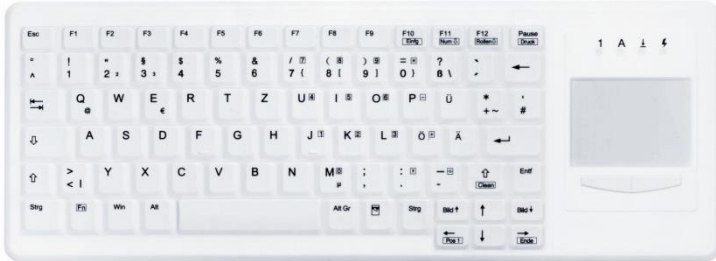 Esc F1 F2 F3 F4 F5 F6 F7 F8 F9 F10 Einfg F11 Num ⇩ F12 Rollen ⇩ Pause Druck 1 A ⤓ ⚡
° ^ ! 1 " 2 ² § 3 ³ $ 4 % 5 & 6 / 7 { 7 ( 8 [ 8 ) 9 ] 9 = 0 } * ? ß \ ` ´ ←
Q @ W E € R T Z U 4 I 5 O 6 P - Ü * + ~ ' #
⇩ A S D F G H J 1 K 2 L 3 Ö + Ä ↵
⇧ > < | Y X C V B N M µ 0 ; , : . _ - ⇧ Clean Entf
Strg Fn Win Alt Alt Gr Strg Bild ↑ ↑ Bild ↓
← Pos 1 ↓ → Ende